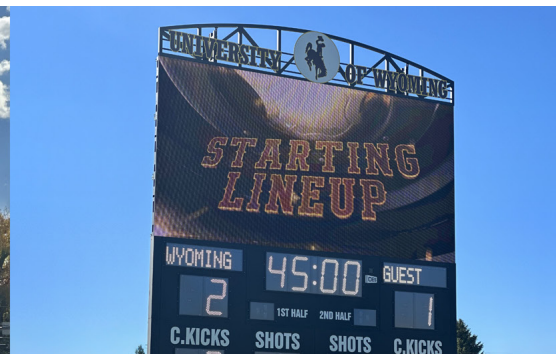 UNIVERSITY OF WYOMING
STARTING
LINEUP
WYOMING 45:00 GUEST
2 1ST HALF 2ND HALF 1
C.KICKS SHOTS SHOTS C.KICKS